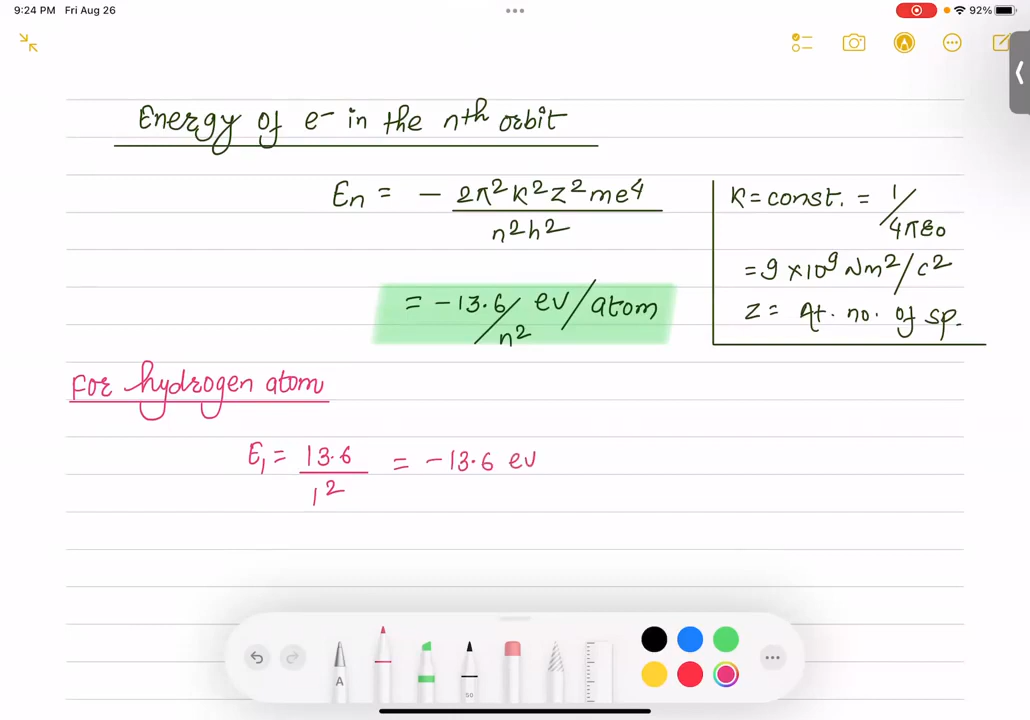 9:24 PM Fri Aug 26
92%
Energy of e- in the nth orbit
En = - 2π²K²Z²me⁴ / n²h²
= -13.6/n² ev/atom
K = const. = 1/4πε0
= 9 × 10⁹ Nm²/c²
Z = At. no. of sp.
For hydrogen atom
E₁ = 13.6 / 1² = -13.6 ev
A
50